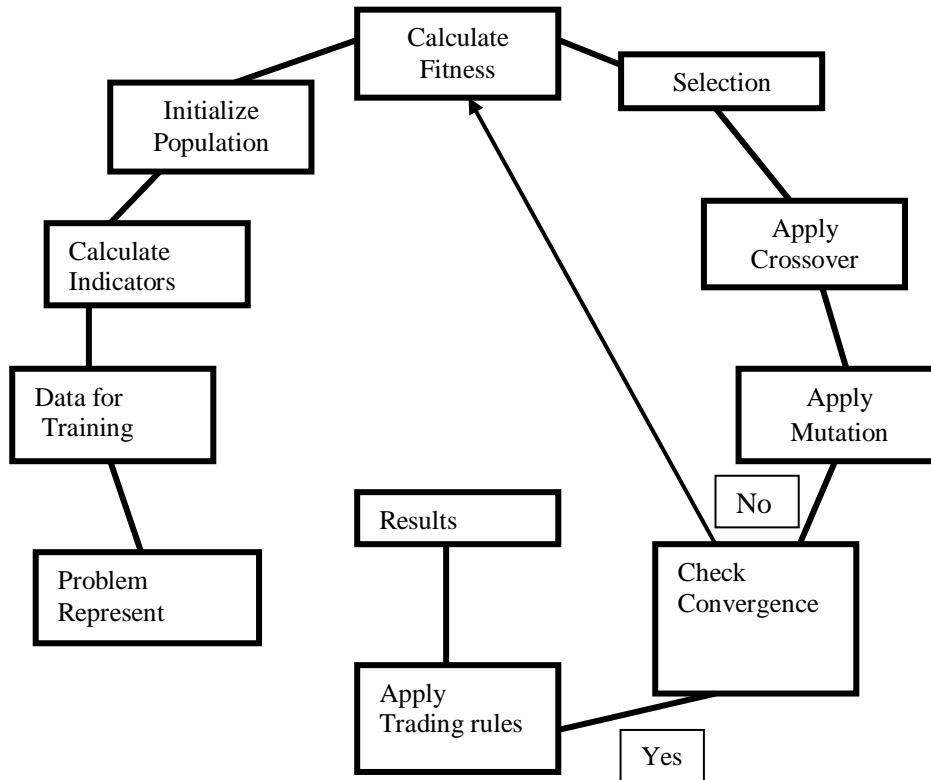 Calculate
Fitness
Selection
Initialize
Population
Apply
Crossover
Calculate
Indicators
Data for
Training
Apply
Mutation
No
Results
Problem
Represent
Check
Convergence
Apply
Trading rules
Yes